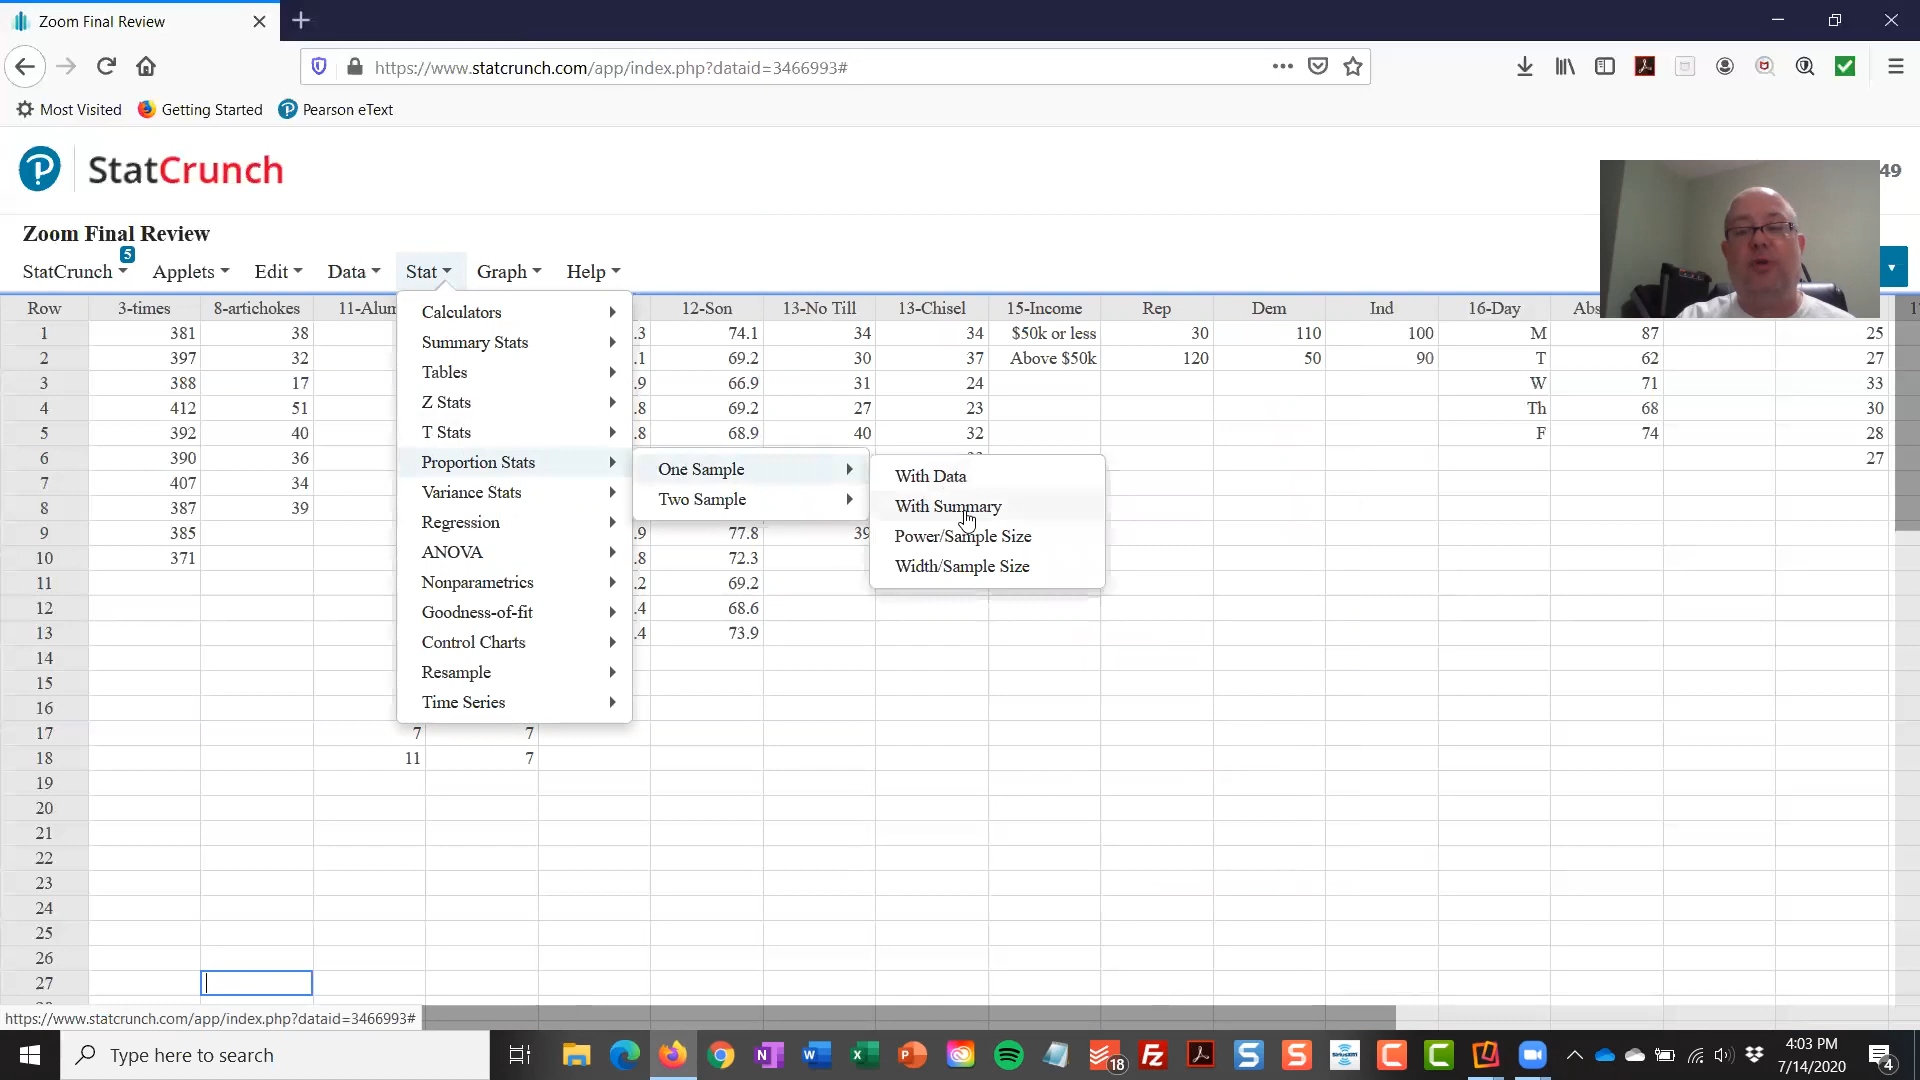 Zoom Final Review
https://www.statcrunch.com/app/index.php?dataid=3466993#
Most Visited Getting Started Pearson eText
StatCrunch
49
Zoom Final Review
5
StatCrunch Applets Edit Data Stat Graph Help
Row 3-times 8-artichokes 11-Alum 12-Son 13-No Till 13-Chisel 15-Income Rep Dem Ind 16-Day Abs
1 381 38 .3 74.1 34 34 $50k or less 30 110 100 M 87 25
2 397 32 .1 69.2 30 37 Above $50k 120 50 90 T 62 27
3 388 17 .9 66.9 31 24 W 71 33
4 412 51 .8 69.2 27 23 Th 68 30
5 392 40 .8 68.9 40 32 F 74 28
6 390 36 27
7 407 34
8 387 39
9 385 .9 77.8 39
10 371 .8 72.3
11 .2 69.2
12 .4 68.6
13 .4 73.9
14
15
16
17 7 7
18 11 7
19
20
21
22
23
24
25
26
27
Calculators
Summary Stats
Tables
Z Stats
T Stats
Proportion Stats
Variance Stats
Regression
ANOVA
Nonparametrics
Goodness-of-fit
Control Charts
Resample
Time Series
One Sample
Two Sample
With Data
With Summary
Power/Sample Size
Width/Sample Size
https://www.statcrunch.com/app/index.php?dataid=3466993#
Type here to search
18
4:03 PM
7/14/2020
4